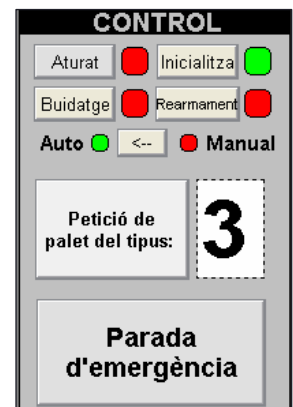 CONTROL
Aturat Inicialitza
Buidatge Rearmament
Auto <-- Manual
Petició de
palet del tipus:
3
Parada
d'emergència